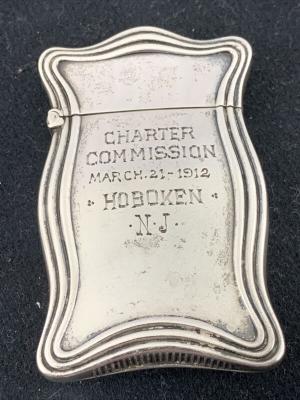 CHARTER
COMMISSION
MARCH. 21-1912
· HOBOKEN ·
· N · J ·